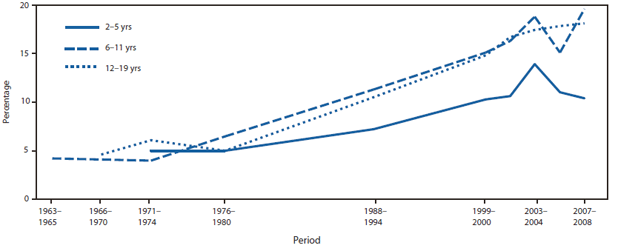 20
15
10
5
0
Percentage
2–5 yrs
6–11 yrs
12–19 yrs
1963– 1966– 1971– 1976– 1988– 1999– 2003– 2007–
1965 1970 1974 1980 1994 2000 2004 2008
Period